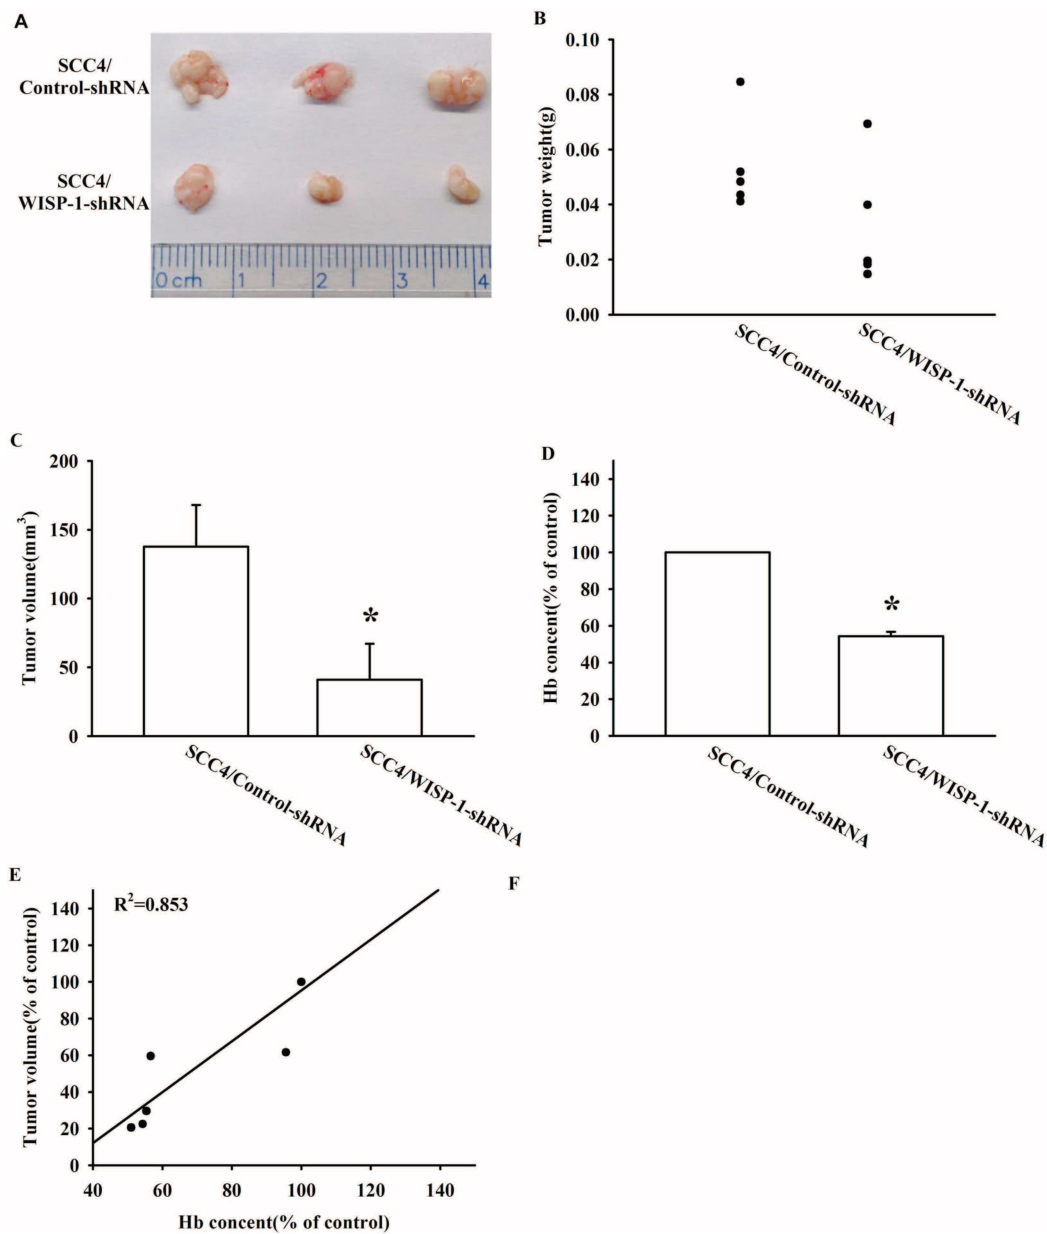 A
SCC4/
Control-shRNA
SCC4/
WISP-1-shRNA
0 cm 1 2 3 4
B
Tumor weight(g)
0.10
0.08
0.06
0.04
0.02
0.00
SCC4/Control-shRNA
SCC4/WISP-1-shRNA
C
Tumor volume(mm³)
200
150
100
50
0
*
SCC4/Control-shRNA
SCC4/WISP-1-shRNA
D
Hb concent(% of control)
140
120
100
80
60
40
20
0
*
SCC4/Control-shRNA
SCC4/WISP-1-shRNA
E
R²=0.853
Tumor volume(% of control)
140
120
100
80
60
40
20
0
40 60 80 100 120 140
Hb concent(% of control)
F